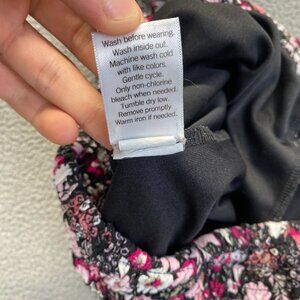 Wash before wearing.
Wash inside out.
Machine wash cold
with like colors.
Gentle cycle.
Only non-chlorine
bleach when needed.
Tumble dry low.
Remove promptly
Warm iron if needed.